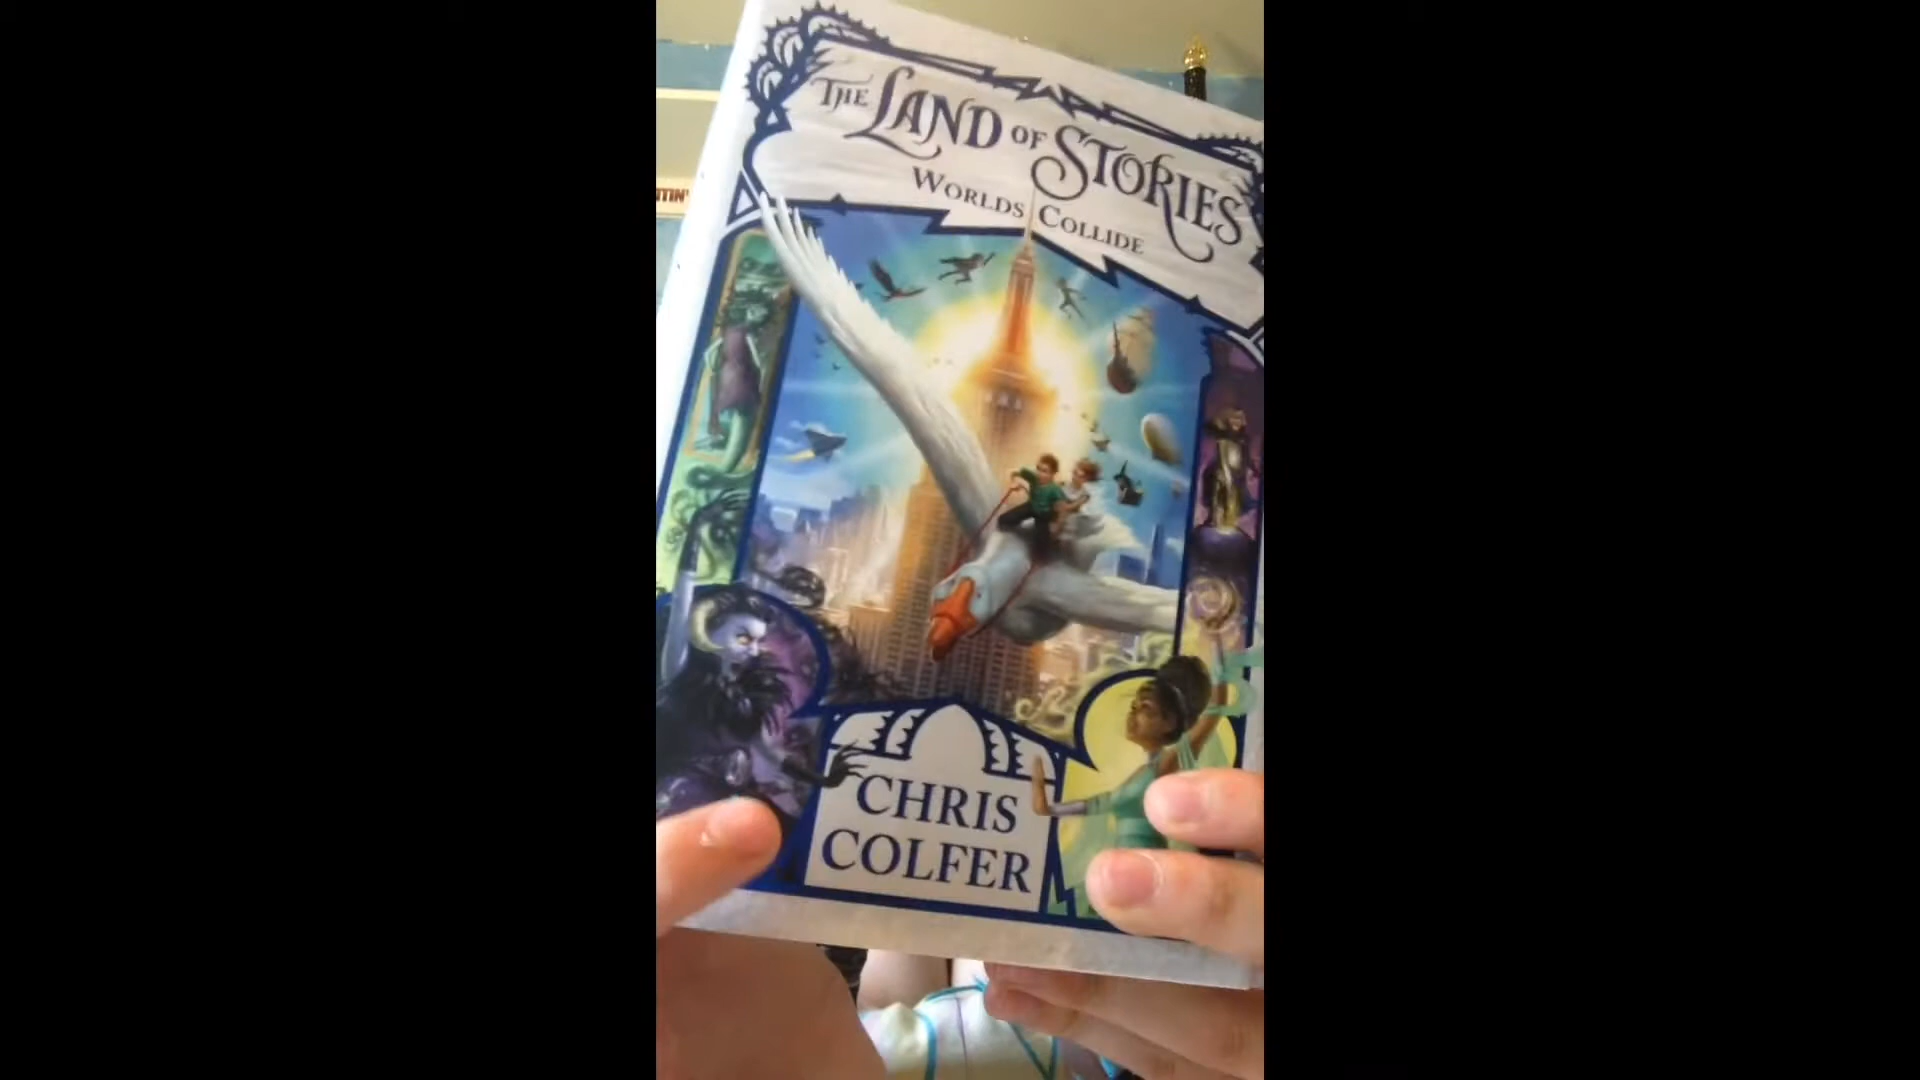 THE LAND OF STORIES
WORLDS COLLIDE
CHRIS
COLFER